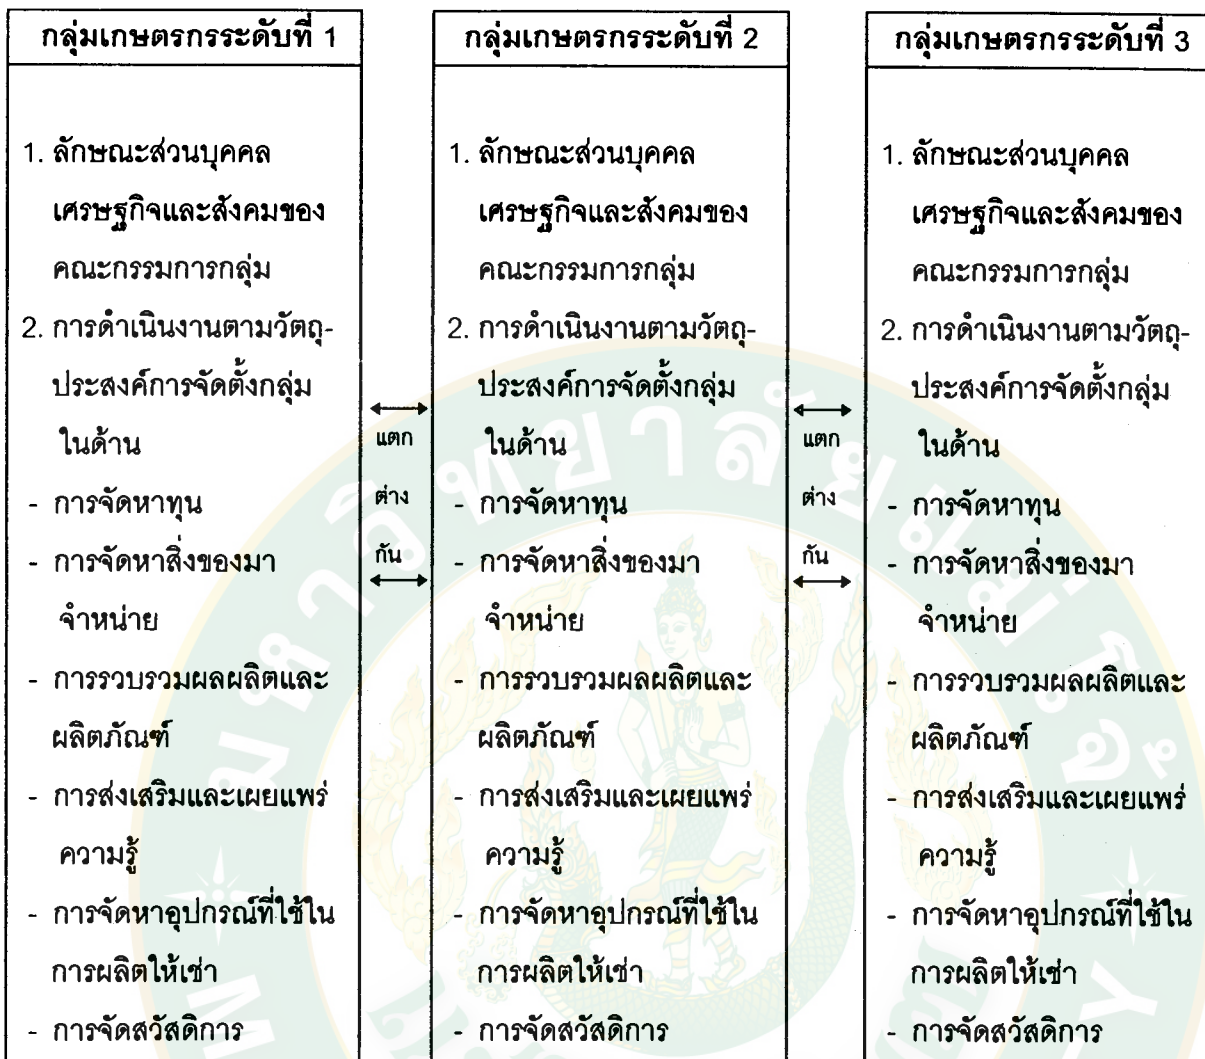 กลุ่มเกษตรกรระดับที่ 1
1. ลักษณะส่วนบุคคล
เศรษฐกิจและสังคมของ
คณะกรรมการกลุ่ม
2. การดำเนินงานตามวัตถุ-
ประสงค์การจัดตั้งกลุ่ม
ในด้าน
- การจัดหาทุน
- การจัดหาสิ่งของมา
จำหน่าย
- การรวบรวมผลผลิตและ
ผลิตภัณฑ์
- การส่งเสริมและเผยแพร่
ความรู้
- การจัดหาอุปกรณ์ที่ใช้ใน
การผลิตให้เช่า
- การจัดสวัสดิการ
แตก
ต่าง
กัน
กลุ่มเกษตรกรระดับที่ 2
1. ลักษณะส่วนบุคคล
เศรษฐกิจและสังคมของ
คณะกรรมการกลุ่ม
2. การดำเนินงานตามวัตถุ-
ประสงค์การจัดตั้งกลุ่ม
ในด้าน
- การจัดหาทุน
- การจัดหาสิ่งของมา
จำหน่าย
- การรวบรวมผลผลิตและ
ผลิตภัณฑ์
- การส่งเสริมและเผยแพร่
ความรู้
- การจัดหาอุปกรณ์ที่ใช้ใน
การผลิตให้เช่า
- การจัดสวัสดิการ
แตก
ต่าง
กัน
กลุ่มเกษตรกรระดับที่ 3
1. ลักษณะส่วนบุคคล
เศรษฐกิจและสังคมของ
คณะกรรมการกลุ่ม
2. การดำเนินงานตามวัตถุ-
ประสงค์การจัดตั้งกลุ่ม
ในด้าน
- การจัดหาทุน
- การจัดหาสิ่งของมา
จำหน่าย
- การรวบรวมผลผลิตและ
ผลิตภัณฑ์
- การส่งเสริมและเผยแพร่
ความรู้
- การจัดหาอุปกรณ์ที่ใช้ใน
การผลิตให้เช่า
- การจัดสวัสดิการ
มหาวิทยาลัยแม่โจ้